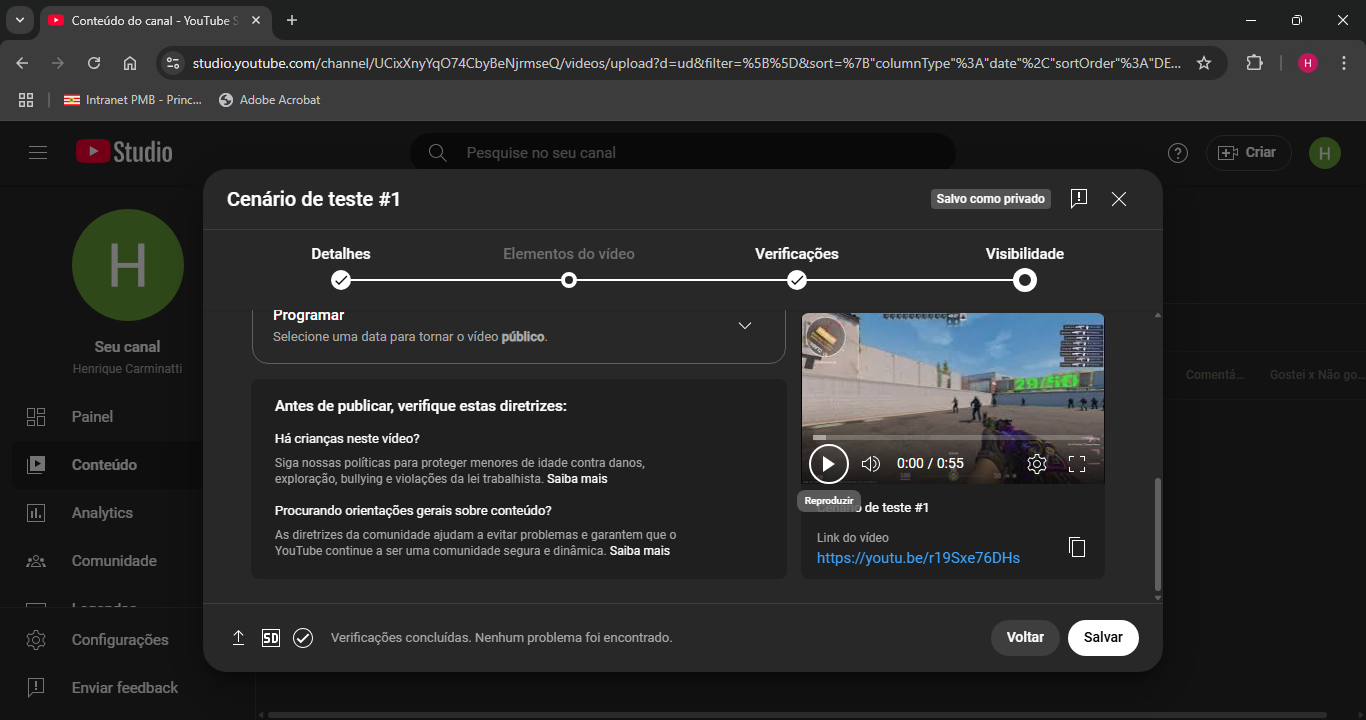 Conteúdo do canal - YouTube S
studio.youtube.com/channel/UCixXnyYqO74CbyBeNjrmseQ/videos/upload?d=ud&filter=%5B%5D&sort=%7B"columnType"%3A"date"%2C"sortOrder"%3A"DE...
H
Intranet PMB - Princ...
Adobe Acrobat
Studio
Pesquise no seu canal
Criar
H
H
Seu canal
Henrique Carminatti
Painel
Conteúdo
Analytics
Comunidade
Legendas
Configurações
Enviar feedback
Comentá...
Gostei x Não go...
Cenário de teste #1
Salvo como privado
Detalhes
Elementos do vídeo
Verificações
Visibilidade
Programar
Selecione uma data para tornar o vídeo público.
Antes de publicar, verifique estas diretrizes:
Há crianças neste vídeo?
Siga nossas políticas para proteger menores de idade contra danos,
exploração, bullying e violações da lei trabalhista. Saiba mais
Procurando orientações gerais sobre conteúdo?
As diretrizes da comunidade ajudam a evitar problemas e garantem que o
YouTube continue a ser uma comunidade segura e dinâmica. Saiba mais
29/50
0:00 / 0:55
Reproduzir
Cenário de teste #1
Link do vídeo
https://youtu.be/r19Sxe76DHs
SD
Verificações concluídas. Nenhum problema foi encontrado.
Voltar
Salvar